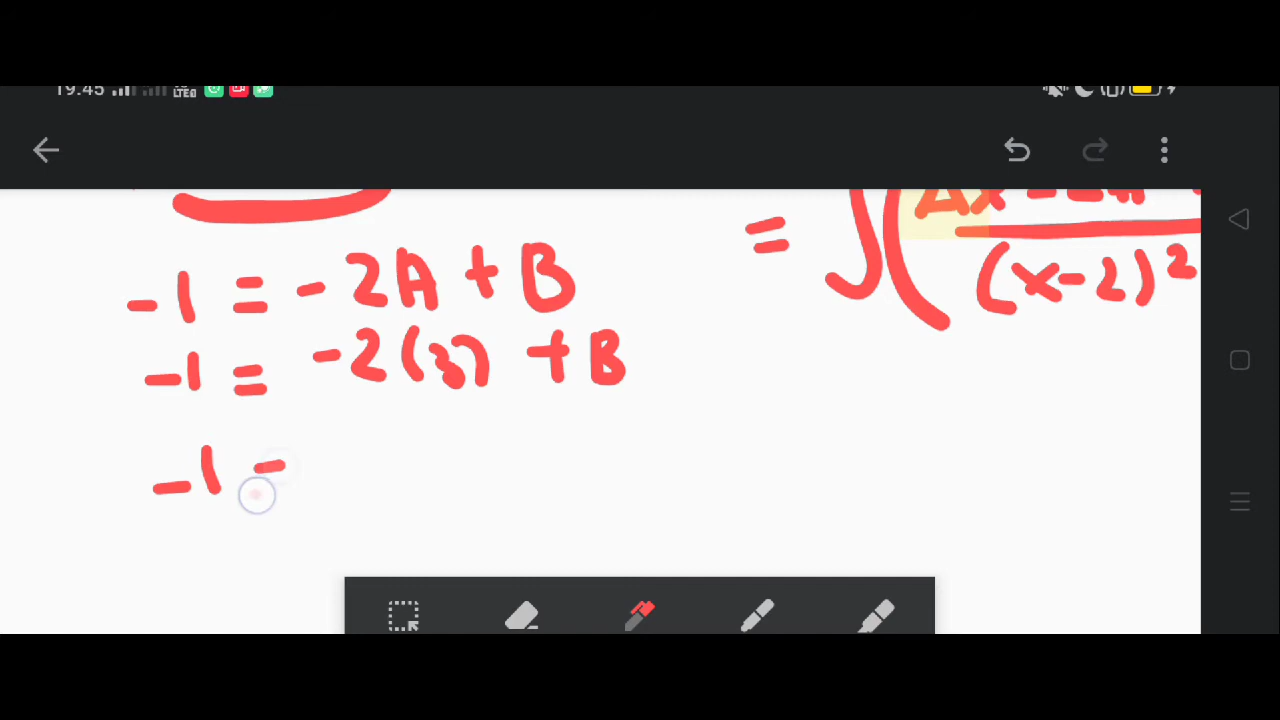 19.45
-1 = -2A + B
-1 = -2(3) + B
-1 =
= ∫(
(x-2)²